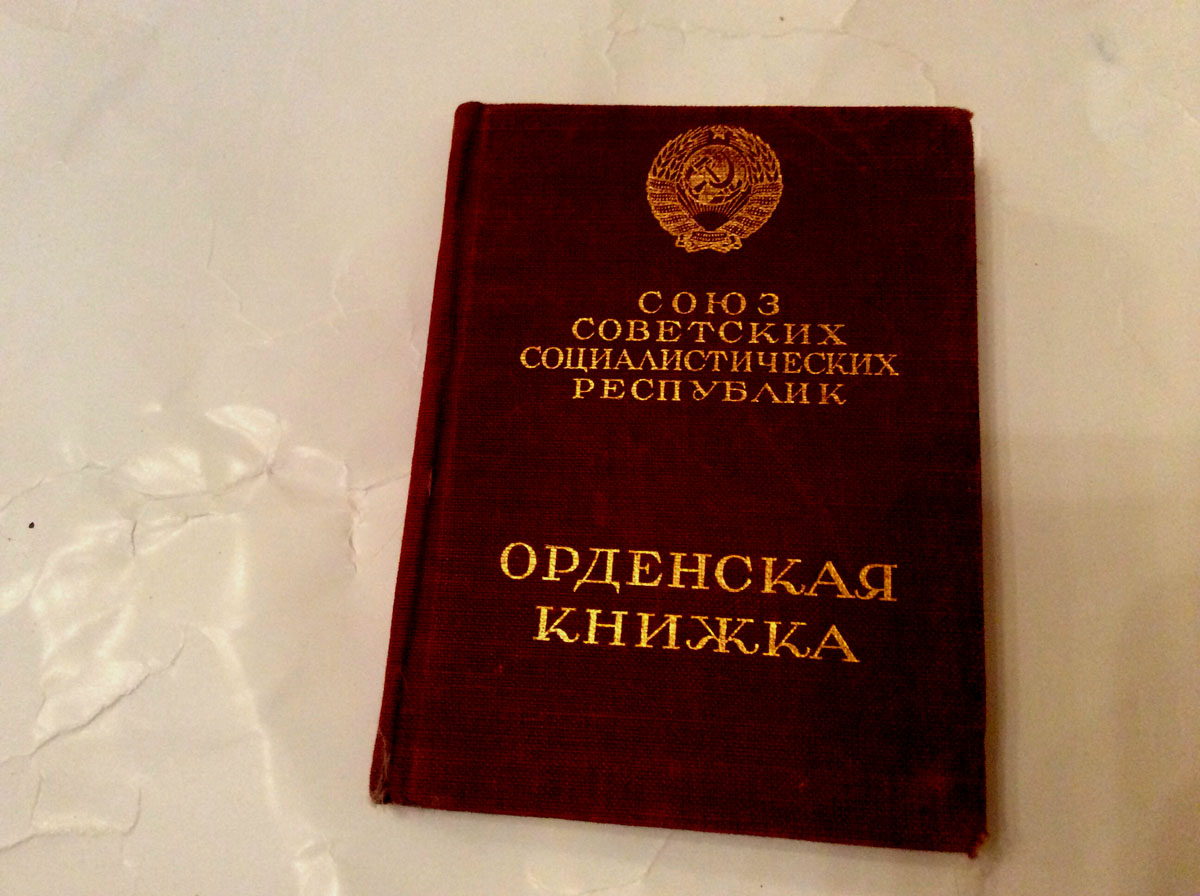 СОЮЗ
СОВЕТСКИХ
СОЦИАЛИСТИЧЕСКИХ
РЕСПУБЛИК
ОРДЕНСКАЯ
КНИЖКА